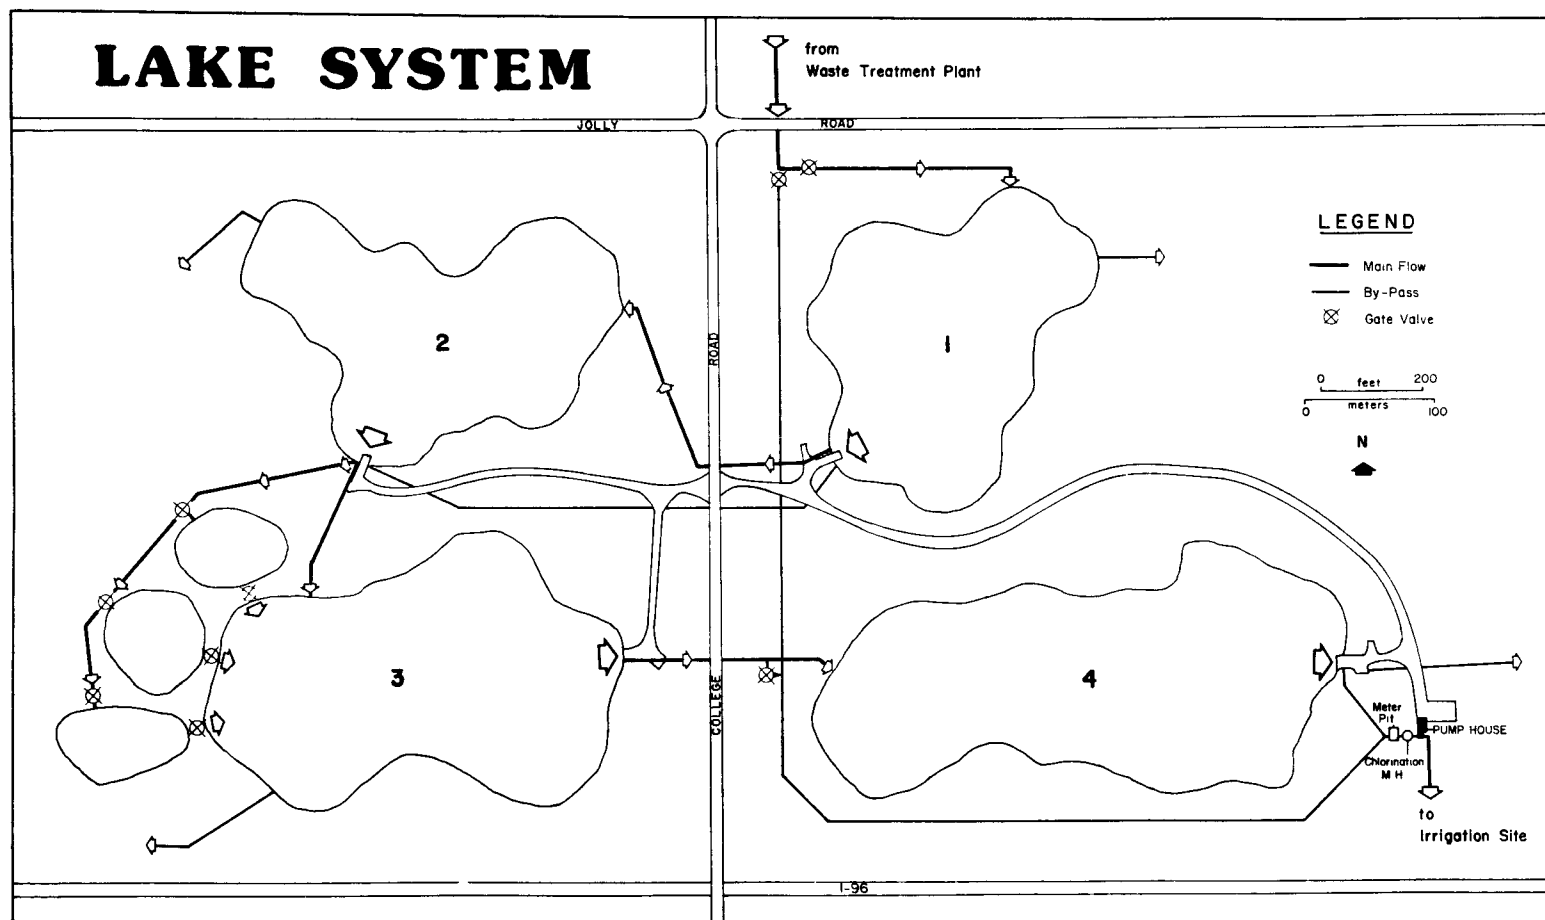 LAKE SYSTEM
from
Waste Treatment Plant
JOLLY ROAD
LEGEND
Main Flow
By-Pass
Gate Valve
0 feet 200
meters
0 100
N
2
1
ROAD
3
4
COLLEGE
Meter
Pit
PUMP HOUSE
Chlorination
M H
to
Irrigation Site
I-96